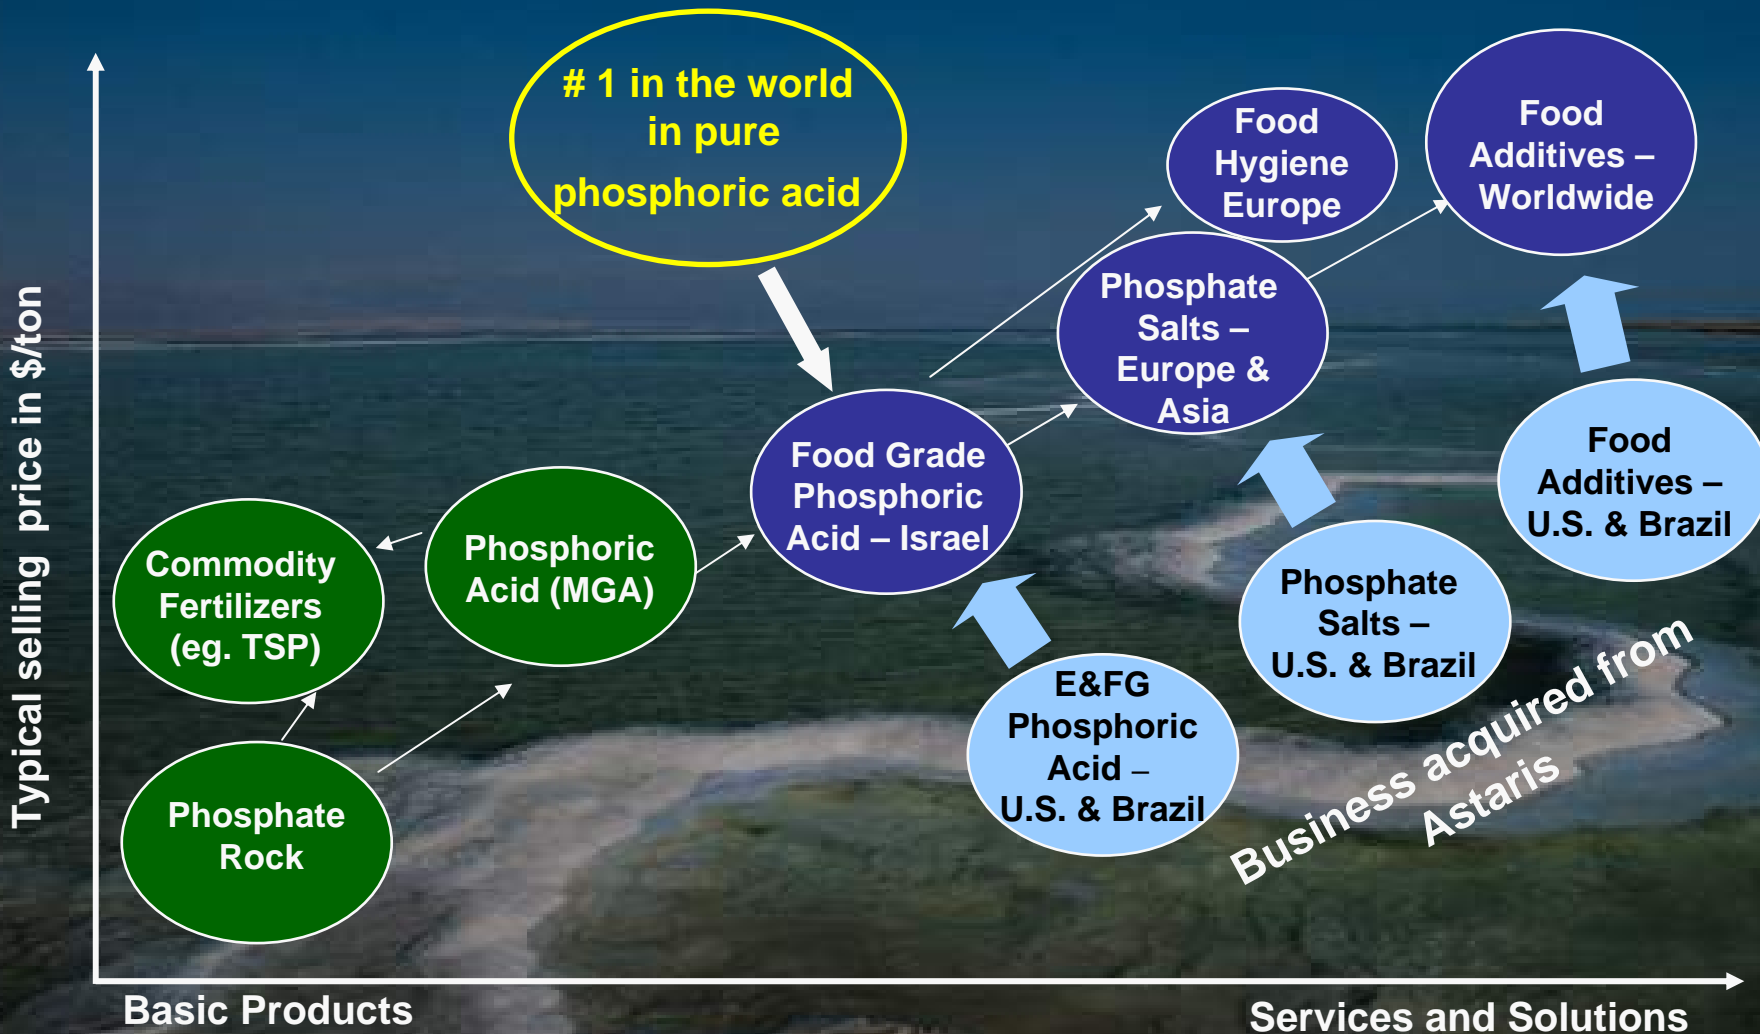 # 1 in the world
in pure
phosphoric acid
Food
Hygiene
Europe
Food
Additives –
Worldwide
Phosphate
Salts –
Europe &
Asia
Typical selling price in $/ton
Food Grade
Phosphoric
Acid – Israel
Food
Additives –
U.S. & Brazil
Commodity
Fertilizers
(eg. TSP)
Phosphoric
Acid (MGA)
Phosphate
Salts –
U.S. & Brazil
E&FG
Phosphoric
Acid –
U.S. & Brazil
Business acquired from
Astaris
Phosphate
Rock
Basic Products
Services and Solutions